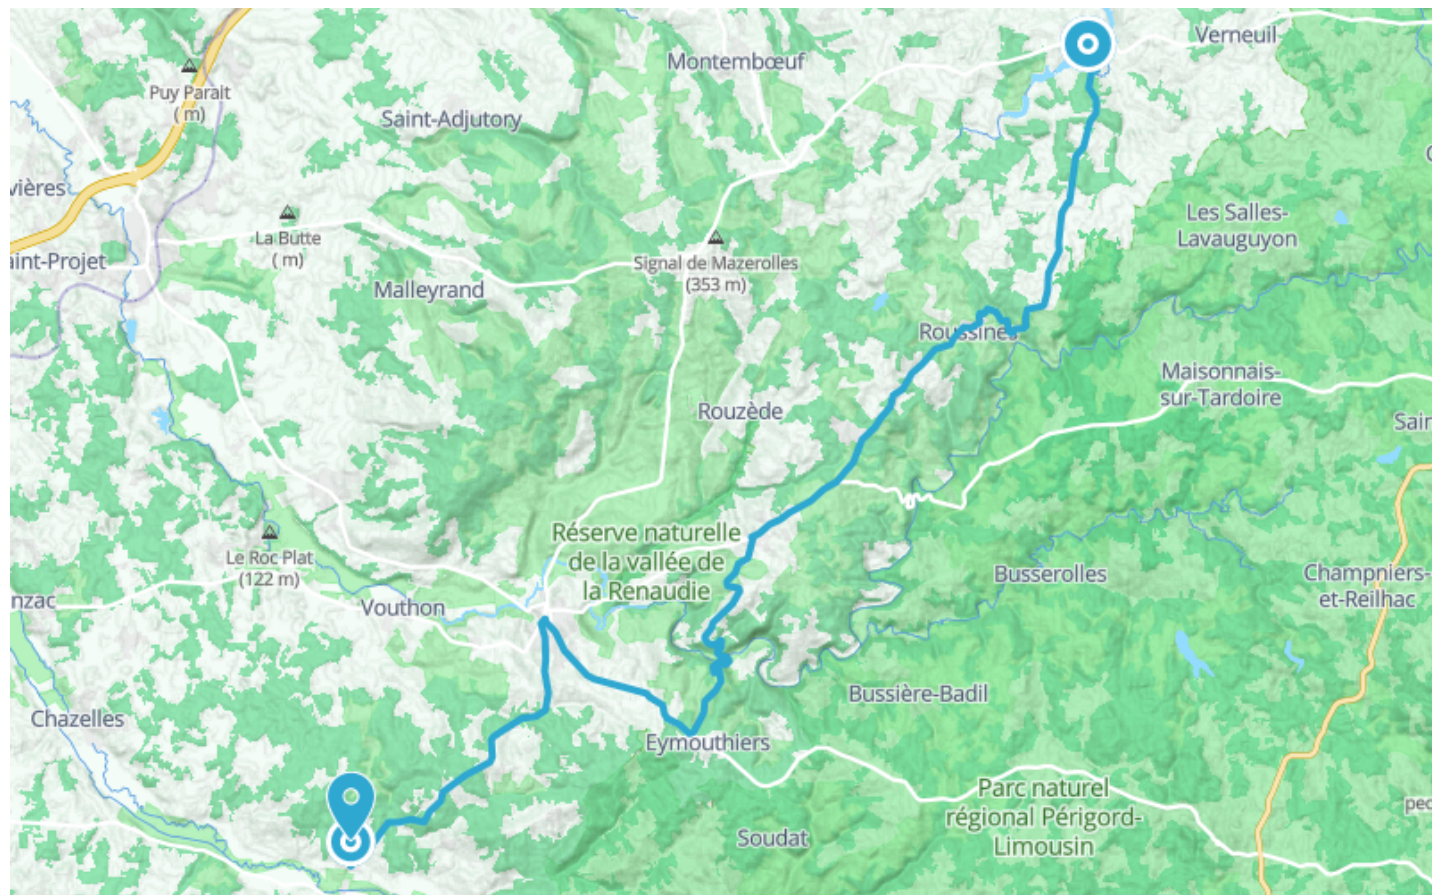 Verneuil
Montembœuf
Puy Parait
( m)
Saint-Adjutory
vières
Les Salles-
Lavauguyon
La Butte
( m)
aint-Projet
Signal de Mazerolles
(353 m)
Malleyrand
Roussines
Maisonnais-
sur-Tardoire
Rouzède
Sain
Réserve naturelle
de la vallée de
la Renaudie
Le Roc Plat
(122 m)
Busserolles
Champniers-
et-Reilhac
nzac
Vouthon
Bussière-Badil
Chazelles
Eymouthiers
Parc naturel
régional Périgord-
Limousin
pec
Soudat